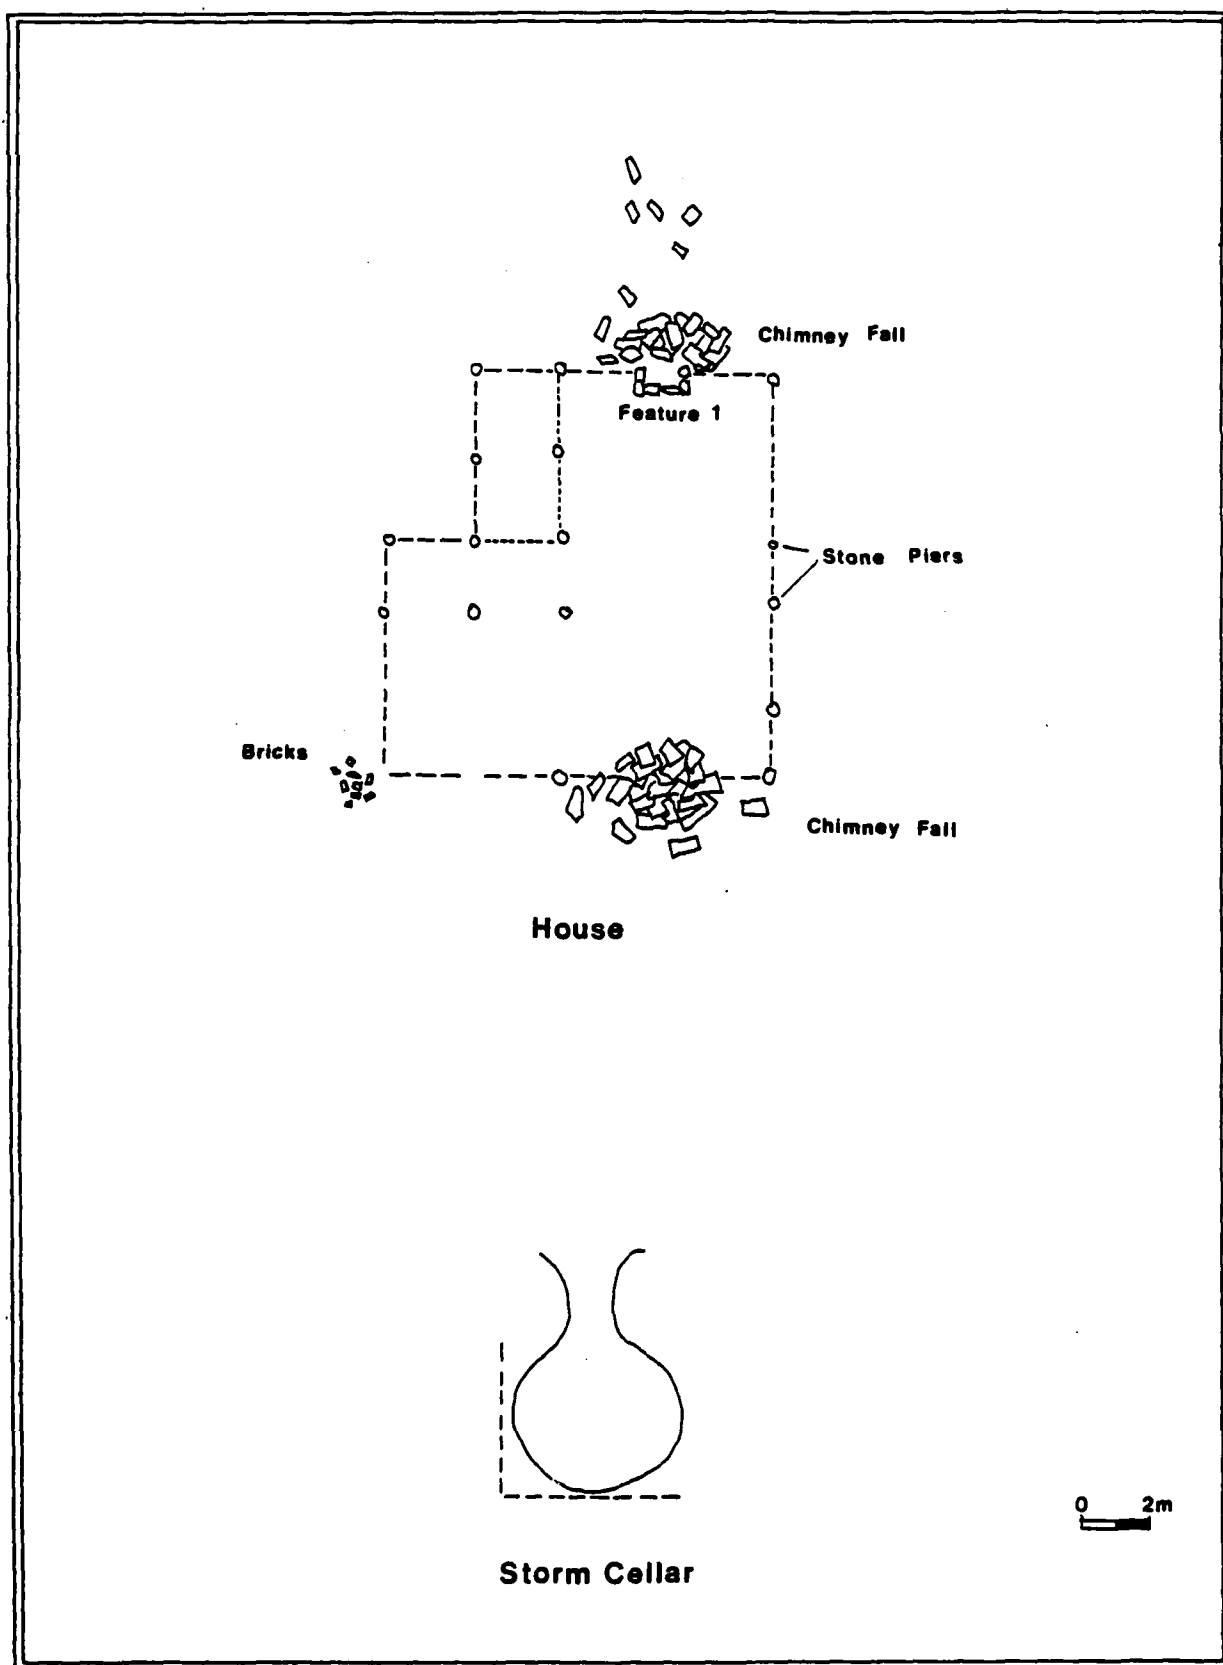 Chimney Fall
Feature 1
Stone Piers
Bricks
Chimney Fall
House
0 2m
Storm Cellar